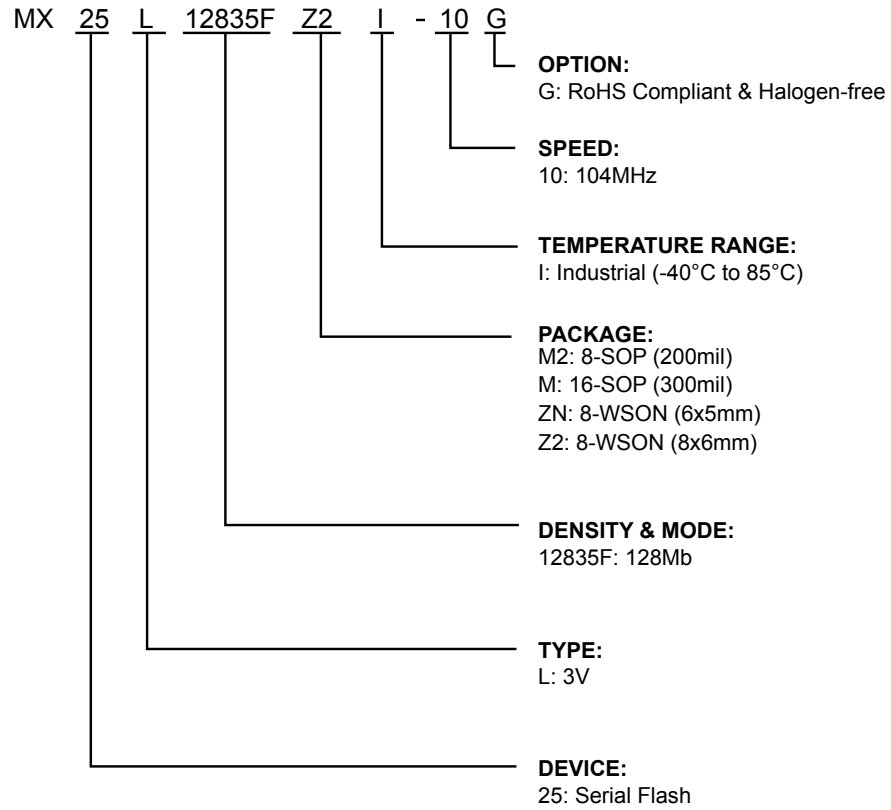 MX 25 L 12835F Z2 I - 10 G
OPTION:
G: RoHS Compliant & Halogen-free
SPEED:
10: 104MHz
TEMPERATURE RANGE:
I: Industrial (-40°C to 85°C)
PACKAGE:
M2: 8-SOP (200mil)
M: 16-SOP (300mil)
ZN: 8-WSON (6x5mm)
Z2: 8-WSON (8x6mm)
DENSITY & MODE:
12835F: 128Mb
TYPE:
L: 3V
DEVICE:
25: Serial Flash